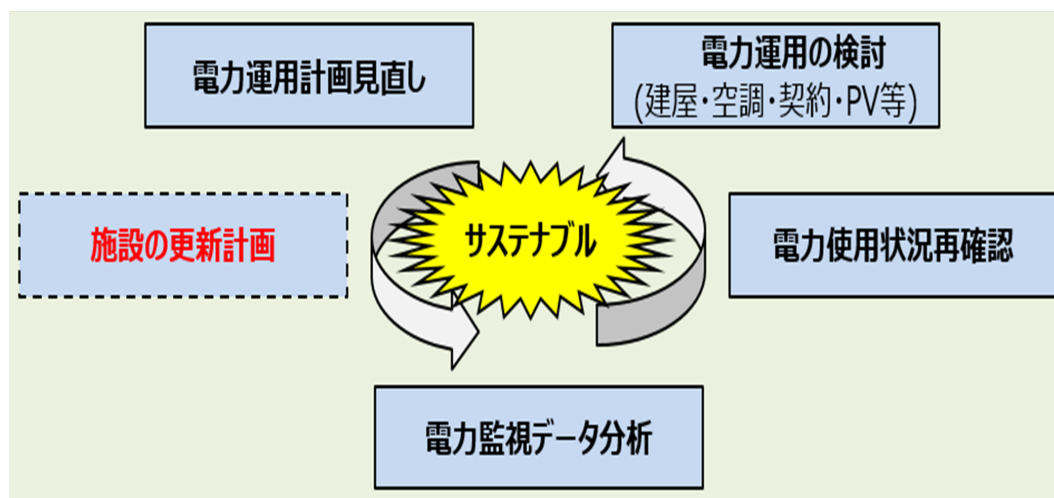 電力運用計画見直し
電力運用の検討
(建屋・空調・契約・PV等)
施設の更新計画
サステナブル
電力使用状況再確認
電力監視データ分析